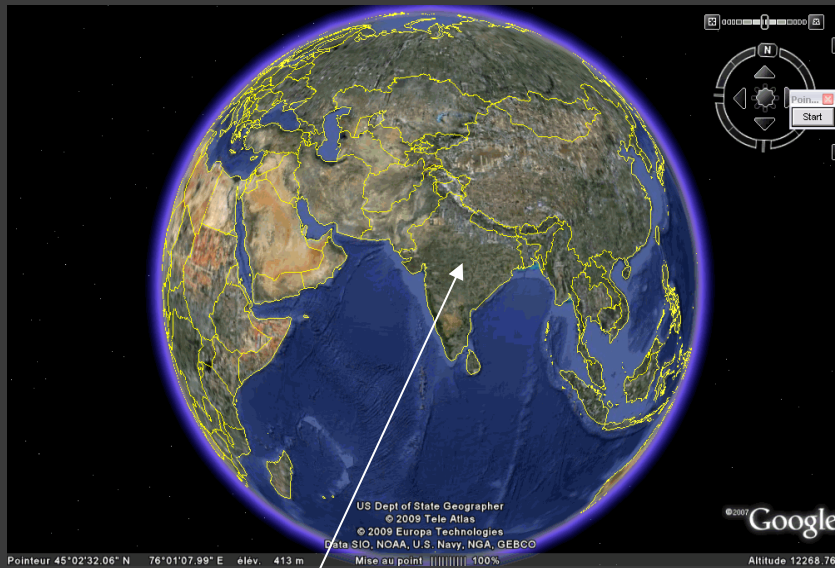 N
Poin...
Start
US Dept of State Geographer
© 2009 Tele Atlas
© 2009 Europa Technologies
Data SIO, NOAA, U.S. Navy, NGA, GEBCO
©2007 Google
Pointeur 45°02'32.06" N 76°01'07.99" E élév. 413 m Mise au point |||||||||| 100% Altitude 12268.76